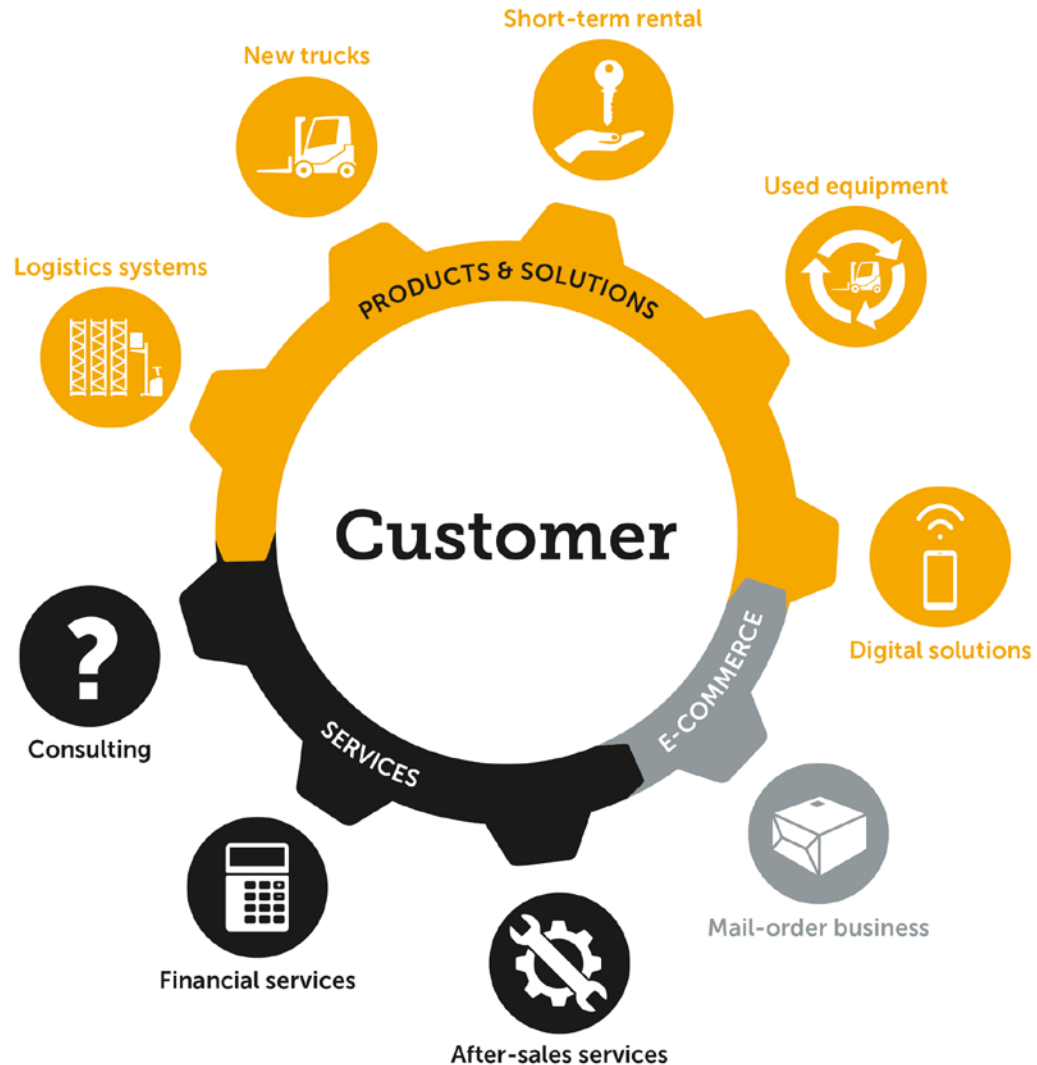 Short-term rental
New trucks
Used equipment
Logistics systems
PRODUCTS & SOLUTIONS
Customer
Digital solutions
E-COMMERCE
SERVICES
?
Consulting
Mail-order business
Financial services
After-sales services